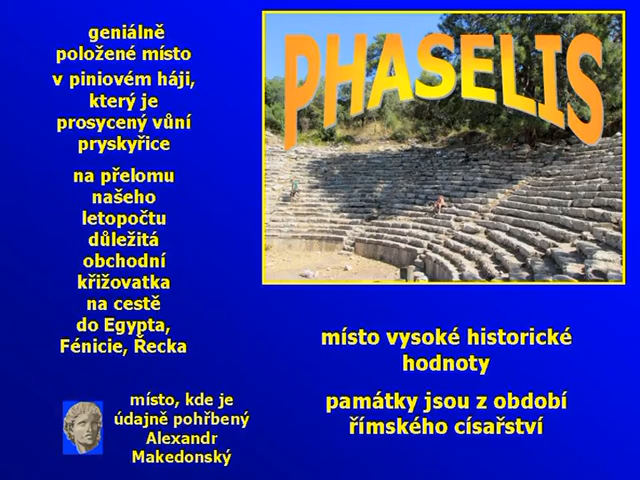 geniálně
položené místo
v piniovém háji,
který je
prosycený vůní
pryskyřice
na přelomu
našeho
letopočtu
důležitá
obchodní
křižovatka
na cestě
do Egypta,
Fénicie, Řecka
místo, kde je
údajně pohřbený
Alexandr
Makedonský
PHASELIS
místo vysoké historické
hodnoty
památky jsou z období
římského císařství